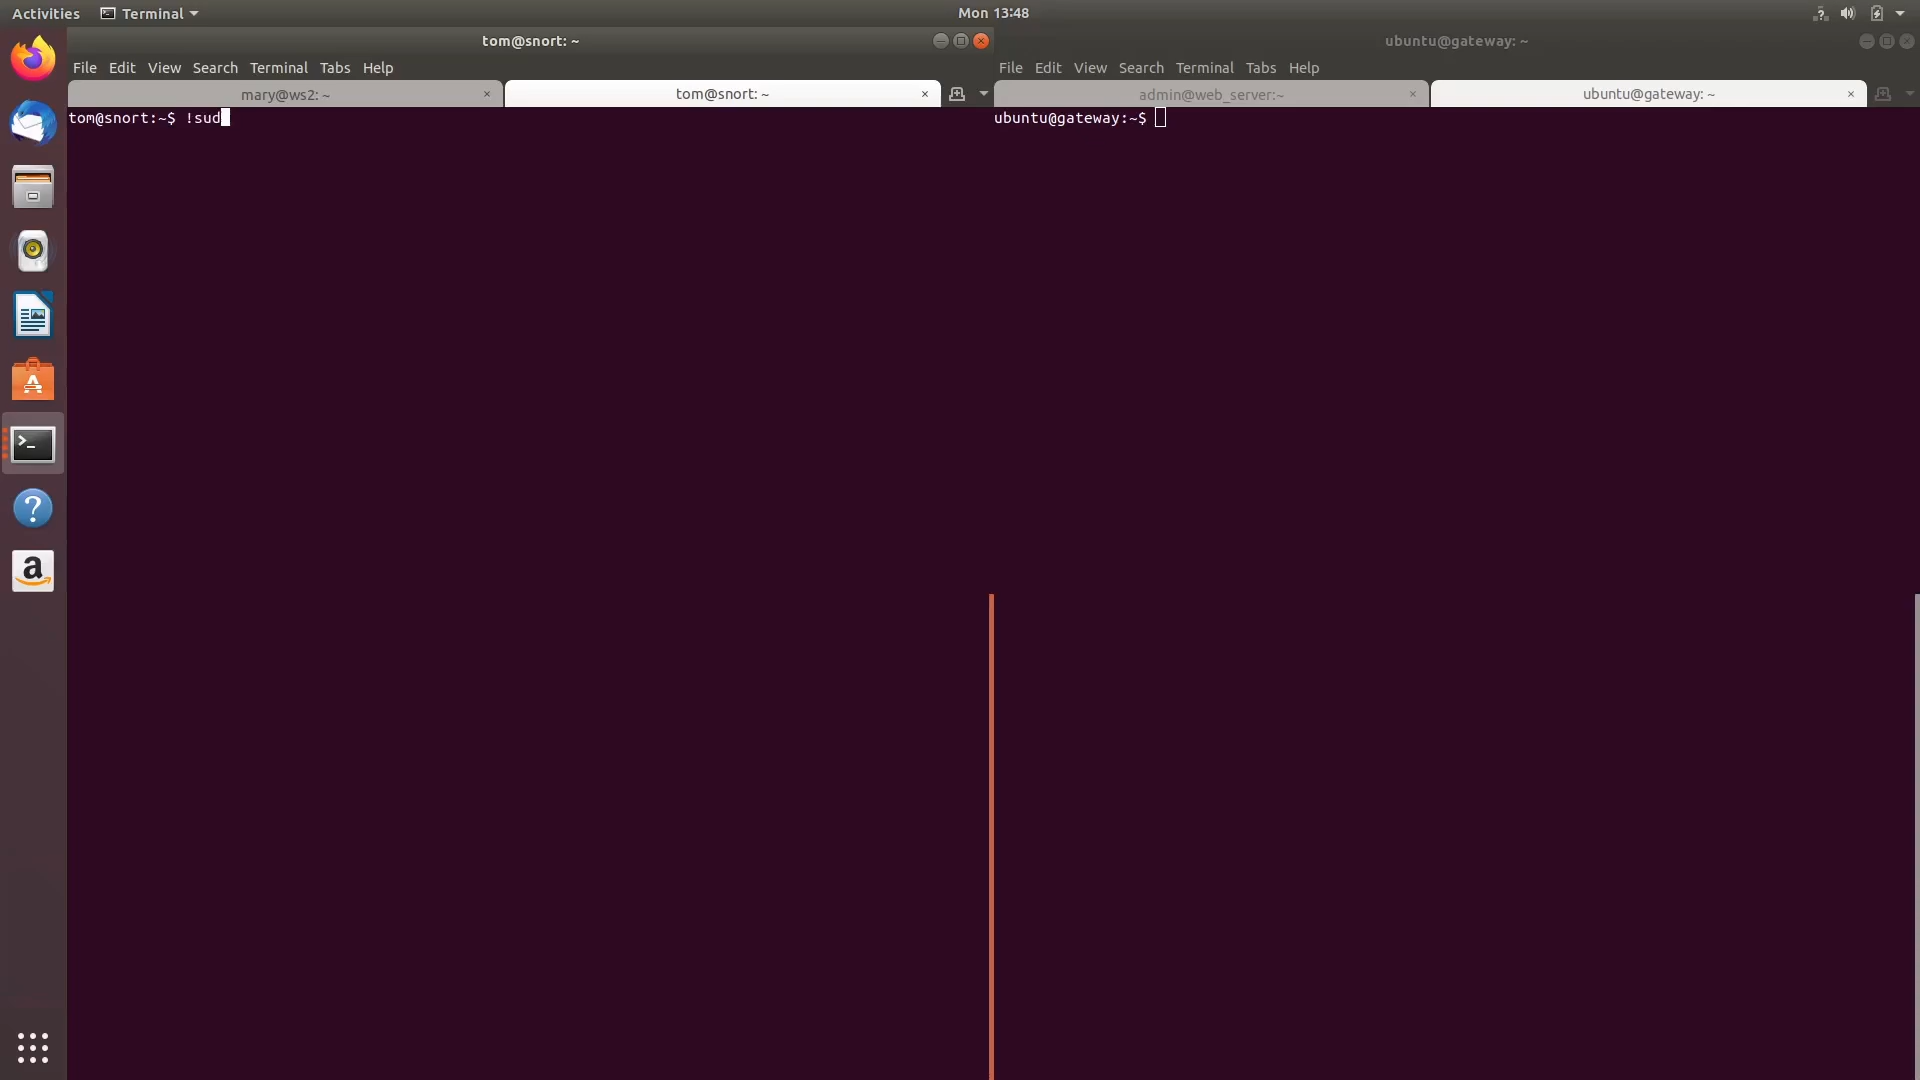 Activities Terminal Mon 13:48
tom@snort: ~
File Edit View Search Terminal Tabs Help
mary@ws2: ~ × tom@snort: ~ ×
tom@snort:~$ !sud
ubuntu@gateway: ~
File Edit View Search Terminal Tabs Help
admin@web_server:~ × ubuntu@gateway: ~ ×
ubuntu@gateway:~$